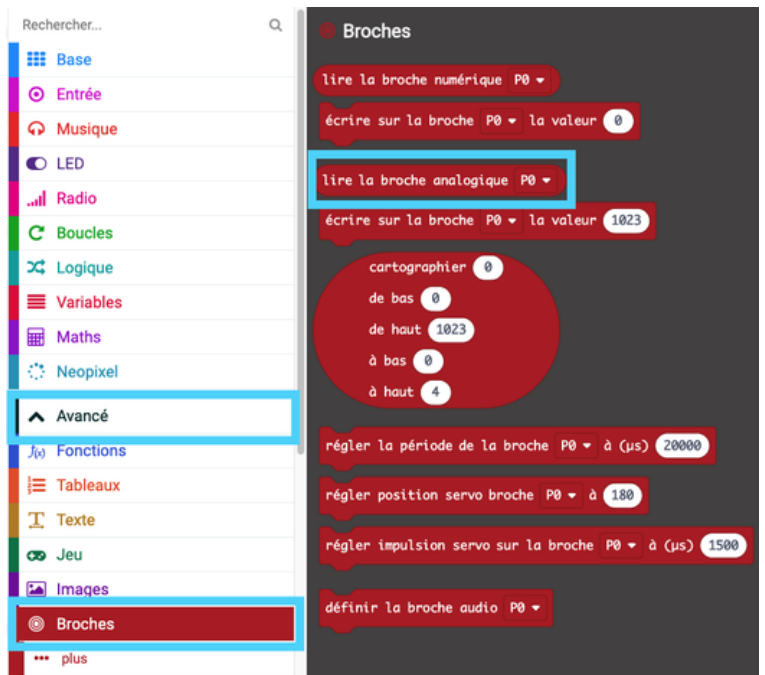 Rechercher...
Base
Entrée
Musique
LED
Radio
Boucles
Logique
Variables
Maths
Neopixel
Avancé
f(x) Fonctions
Tableaux
Texte
Jeu
Images
Broches
plus
Broches
lire la broche numérique P0
écrire sur la broche P0 la valeur 0
lire la broche analogique P0
écrire sur la broche P0 la valeur 1023
cartographier 0
de bas 0
de haut 1023
à bas 0
à haut 4
régler la période de la broche P0 à (µs) 20000
régler position servo broche P0 à 180
régler impulsion servo sur la broche P0 à (µs) 1500
définir la broche audio P0